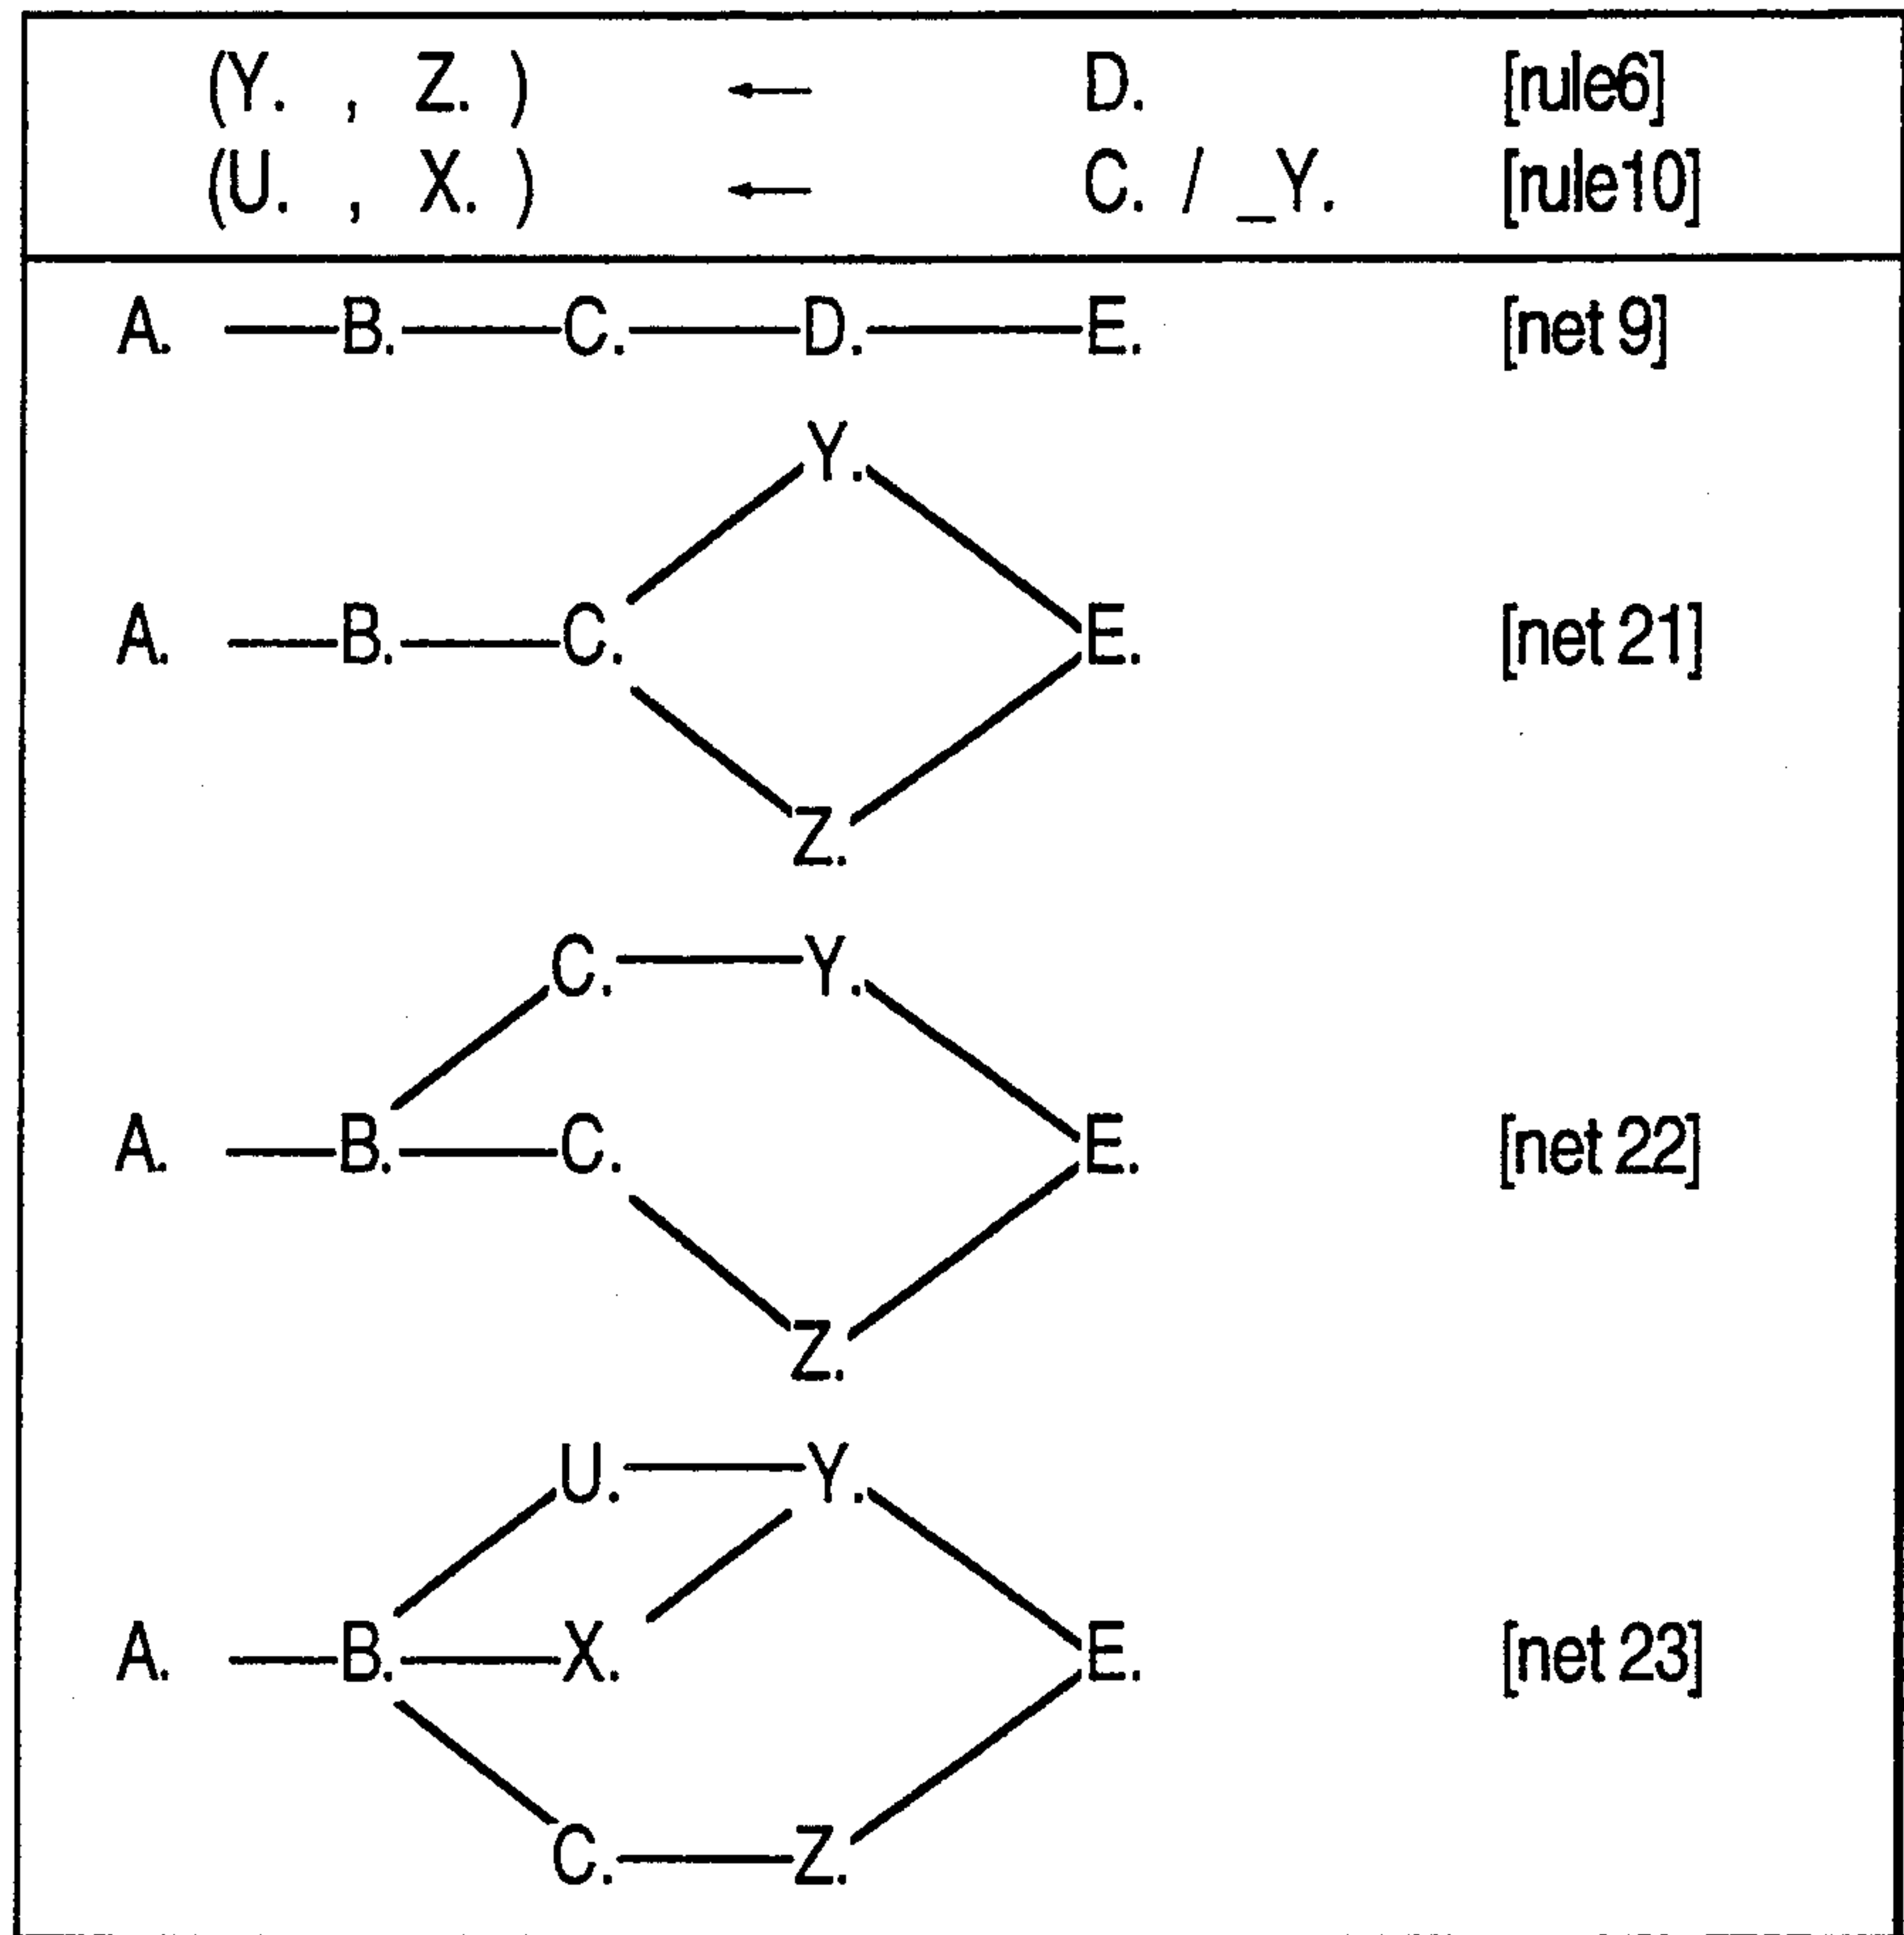 (Y. , Z. ) ← D. [rule6]
(U. , X. ) ← C. / _Y. [rule10]
A. B. C. D. E. [net 9]
Y.
A. B. C. E. [net 21]
Z.
C. Y.
A. B. C. E. [net 22]
Z.
U. Y.
A. B. X. E. [net 23]
C. Z.